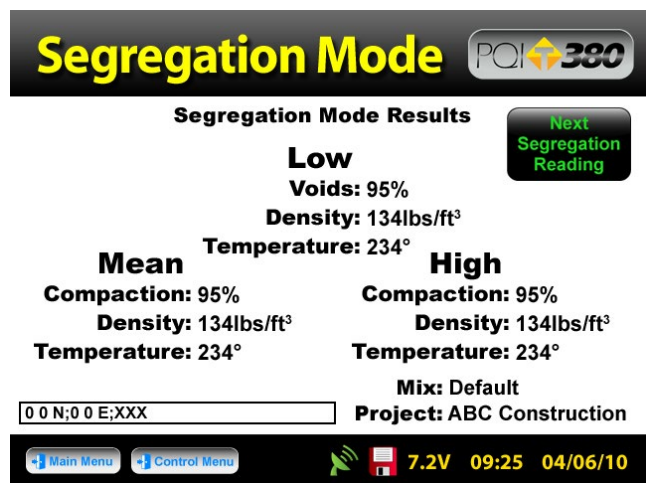 Segregation Mode PQI T 380
Segregation Mode Results
Next
Segregation
Reading
Low
Voids: 95%
Density: 134lbs/ft³
Temperature: 234°
Mean
Compaction: 95%
Density: 134lbs/ft³
Temperature: 234°
High
Compaction: 95%
Density: 134lbs/ft³
Temperature: 234°
Mix: Default
0 0 N;0 0 E;XXX
Project: ABC Construction
Main Menu Control Menu 7.2V 09:25 04/06/10